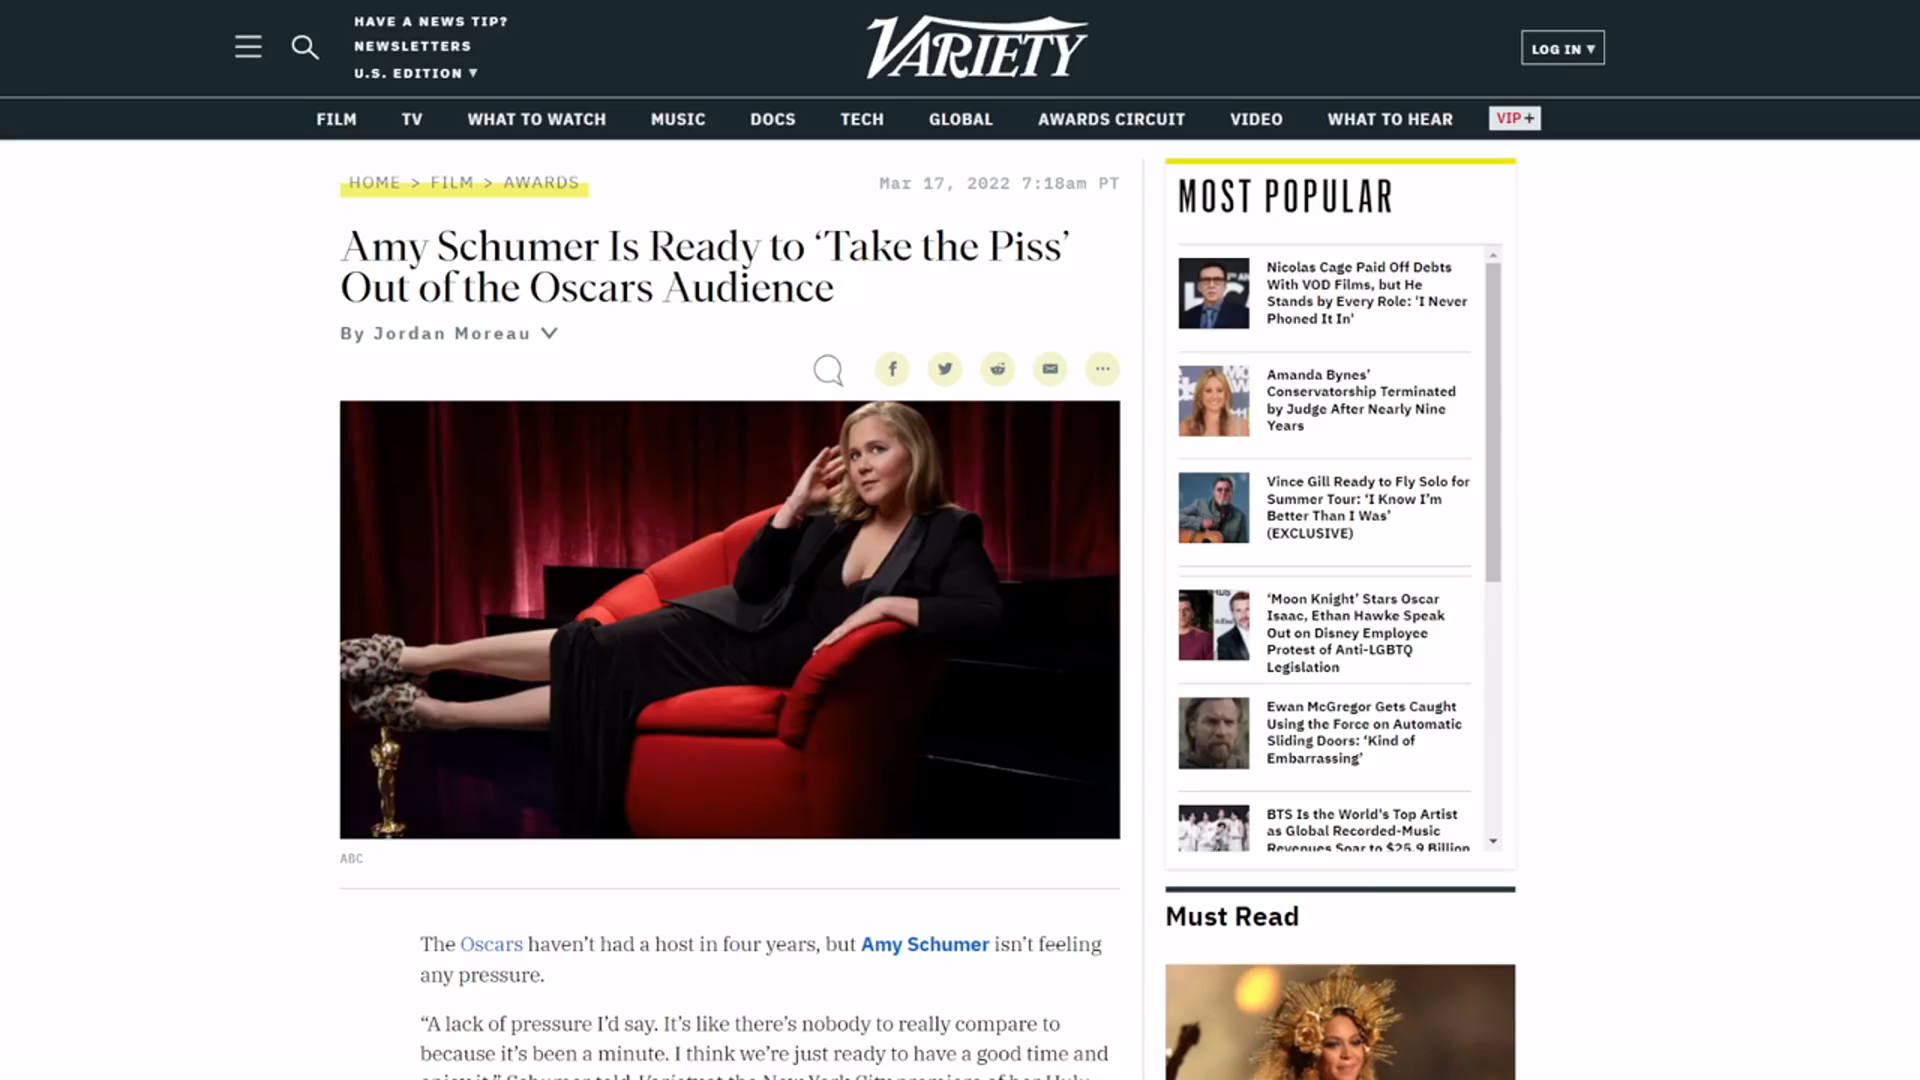 HAVE A NEWS TIP?
NEWSLETTERS
U.S. EDITION ▼
VARIETY
LOG IN ▼
FILM
TV
WHAT TO WATCH
MUSIC
DOCS
TECH
GLOBAL
AWARDS CIRCUIT
VIDEO
WHAT TO HEAR
VIP+
HOME > FILM > AWARDS
Mar 17, 2022 7:18am PT
Amy Schumer Is Ready to ‘Take the Piss’
Out of the Oscars Audience
By Jordan Moreau
ABC
The Oscars haven’t had a host in four years, but Amy Schumer isn’t feeling
any pressure.
“A lack of pressure I’d say. It’s like there’s nobody to really compare to
because it’s been a minute. I think we’re just ready to have a good time and
MOST POPULAR
Nicolas Cage Paid Off Debts
With VOD Films, but He
Stands by Every Role: 'I Never
Phoned It In'
Amanda Bynes’
Conservatorship Terminated
by Judge After Nearly Nine
Years
Vince Gill Ready to Fly Solo for
Summer Tour: ‘I Know I’m
Better Than I Was’
(EXCLUSIVE)
‘Moon Knight’ Stars Oscar
Isaac, Ethan Hawke Speak
Out on Disney Employee
Protest of Anti-LGBTQ
Legislation
Ewan McGregor Gets Caught
Using the Force on Automatic
Sliding Doors: ‘Kind of
Embarrassing’
BTS Is the World's Top Artist
as Global Recorded-Music
Revenues Soar to $25.9 Billion
Must Read